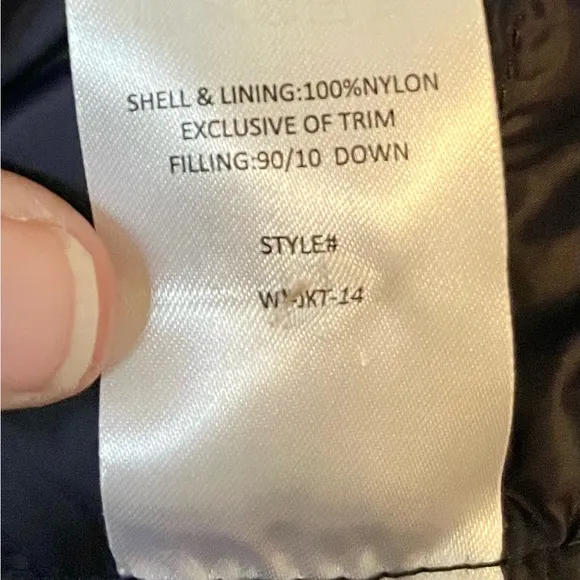 SHELL & LINING:100%NYLON
EXCLUSIVE OF TRIM
FILLING:90/10 DOWN
STYLE#